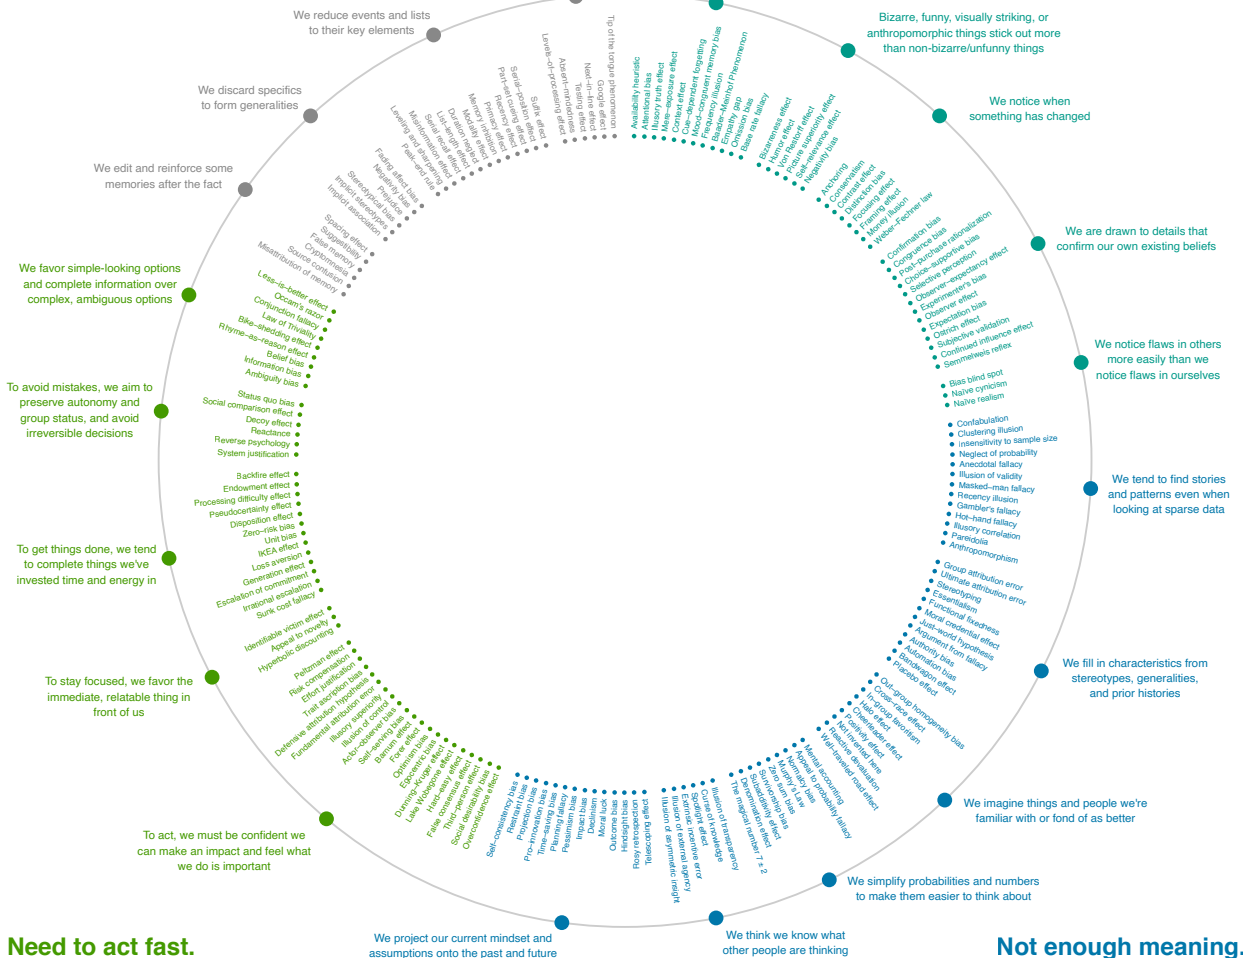 We reduce events and lists
to their key elements
We discard specifics
to form generalities
We edit and reinforce some
memories after the fact
Bizarre, funny, visually striking, or
anthropomorphic things stick out more
than non-bizarre/unfunny things
We notice when
something has changed
We are drawn to details that
confirm our own existing beliefs
We notice flaws in others
more easily than we
notice flaws in ourselves
We tend to find stories
and patterns even when
looking at sparse data
We fill in characteristics from
stereotypes, generalities,
and prior histories
We imagine things and people we're
familiar with or fond of as better
We simplify probabilities and numbers
to make them easier to think about
We think we know what
other people are thinking
We project our current mindset and
assumptions onto the past and future
To act, we must be confident we
can make an impact and feel what
we do is important
To stay focused, we favor the
immediate, relatable thing in
front of us
To get things done, we tend
to complete things we've
invested time and energy in
To avoid mistakes, we aim to
preserve autonomy and
group status, and avoid
irreversible decisions
We favor simple-looking options
and complete information over
complex, ambiguous options
Availability heuristic
Attentional bias
Illusory truth effect
Mere-exposure effect
Context effect
Cue-dependent forgetting
Mood-congruent memory bias
Frequency illusion
Baader-Meinhof Phenomenon
Empathy gap
Omission bias
Base rate fallacy
Bizarreness effect
Humor effect
Von Restorff effect
Picture superiority effect
Self-relevance effect
Negativity bias
Anchoring
Conservatism
Contrast effect
Distinction bias
Focusing effect
Framing effect
Money illusion
Weber-Fechner law
Confirmation bias
Congruence bias
Post-purchase rationalization
Choice-supportive bias
Selective perception
Observer-expectancy effect
Experimenter's bias
Observer effect
Expectation bias
Ostrich effect
Subjective validation
Continued influence effect
Semmelweis reflex
Bias blind spot
Naïve cynicism
Naïve realism
Confabulation
Clustering illusion
Insensitivity to sample size
Neglect of probability
Anecdotal fallacy
Illusion of validity
Masked-man fallacy
Recency illusion
Gambler's fallacy
Hot-hand fallacy
Illusory correlation
Pareidolia
Anthropomorphism
Group attribution error
Ultimate attribution error
Stereotyping
Essentialism
Functional fixedness
Moral credential effect
Just-world hypothesis
Argument from fallacy
Authority bias
Automation bias
Bandwagon effect
Placebo effect
Out-group homogeneity bias
Cross-race effect
In-group favoritism
Halo effect
Cheerleader effect
Positivity effect
Not invented here
Reactive devaluation
Well-traveled road effect
Mental accounting
Appeal to probability fallacy
Normalcy bias
Murphy's Law
Zero sum bias
Survivorship bias
Subadditivity effect
Denomination effect
The magical number 7 ± 2
Illusion of transparency
Curse of knowledge
Spotlight effect
Extrinsic incentive error
Illusion of external agency
Illusion of asymmetric insight
Telescoping effect
Rosy retrospection
Hindsight bias
Outcome bias
Moral luck
Declinism
Impact bias
Pessimism bias
Planning fallacy
Time-saving bias
Pro-innovation bias
Projection bias
Restraint bias
Self-consistency bias
Overconfidence effect
Social desirability bias
Third-person effect
False consensus effect
Hard-easy effect
Lake Wobegone effect
Dunning-Kruger effect
Egocentric bias
Optimism bias
Forer effect
Barnum effect
Self-serving bias
Actor-observer bias
Illusion of control
Illusory superiority
Fundamental attribution error
Defensive attribution hypothesis
Trait ascription bias
Effort justification
Risk compensation
Peltzman effect
Hyperbolic discounting
Appeal to novelty
Identifiable victim effect
Sunk cost fallacy
Irrational escalation
Escalation of commitment
Generation effect
Loss aversion
IKEA effect
Unit bias
Zero-risk bias
Disposition effect
Pseudocertainty effect
Processing difficulty effect
Endowment effect
Backfire effect
System justification
Reverse psychology
Reactance
Decoy effect
Social comparison effect
Status quo bias
Ambiguity bias
Information bias
Belief bias
Rhyme-as-reason effect
Bike-shedding effect
Law of Triviality
Conjunction fallacy
Occam's razor
Less-is-better effect
Misattribution of memory
Source confusion
Cryptomnesia
False memory
Suggestibility
Spacing effect
Implicit association
Implicit stereotypes
Stereotypical bias
Prejudice
Negativity bias
Fading affect bias
Peak-end rule
Leveling and sharpening
Misinformation effect
Serial recall effect
List-length effect
Duration neglect
Modality effect
Memory inhibition
Primacy effect
Recency effect
Part-set cueing effect
Serial-position effect
Suffix effect
Levels-of-processing effect
Absent-mindedness
Testing effect
Next-in-line effect
Google effect
Tip of the tongue phenomenon
Need to act fast.
Not enough meaning.